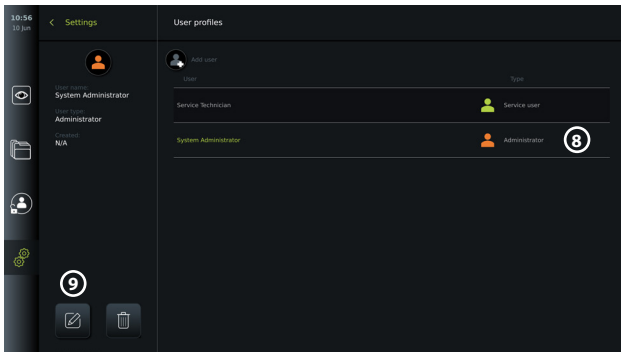 10:56
10 Jun
Settings
User profiles
Add user
User name:
System Administrator
User type:
Administrator
Created:
N/A
User
Type
Service Technician
Service user
System Administrator
Administrator
8
9